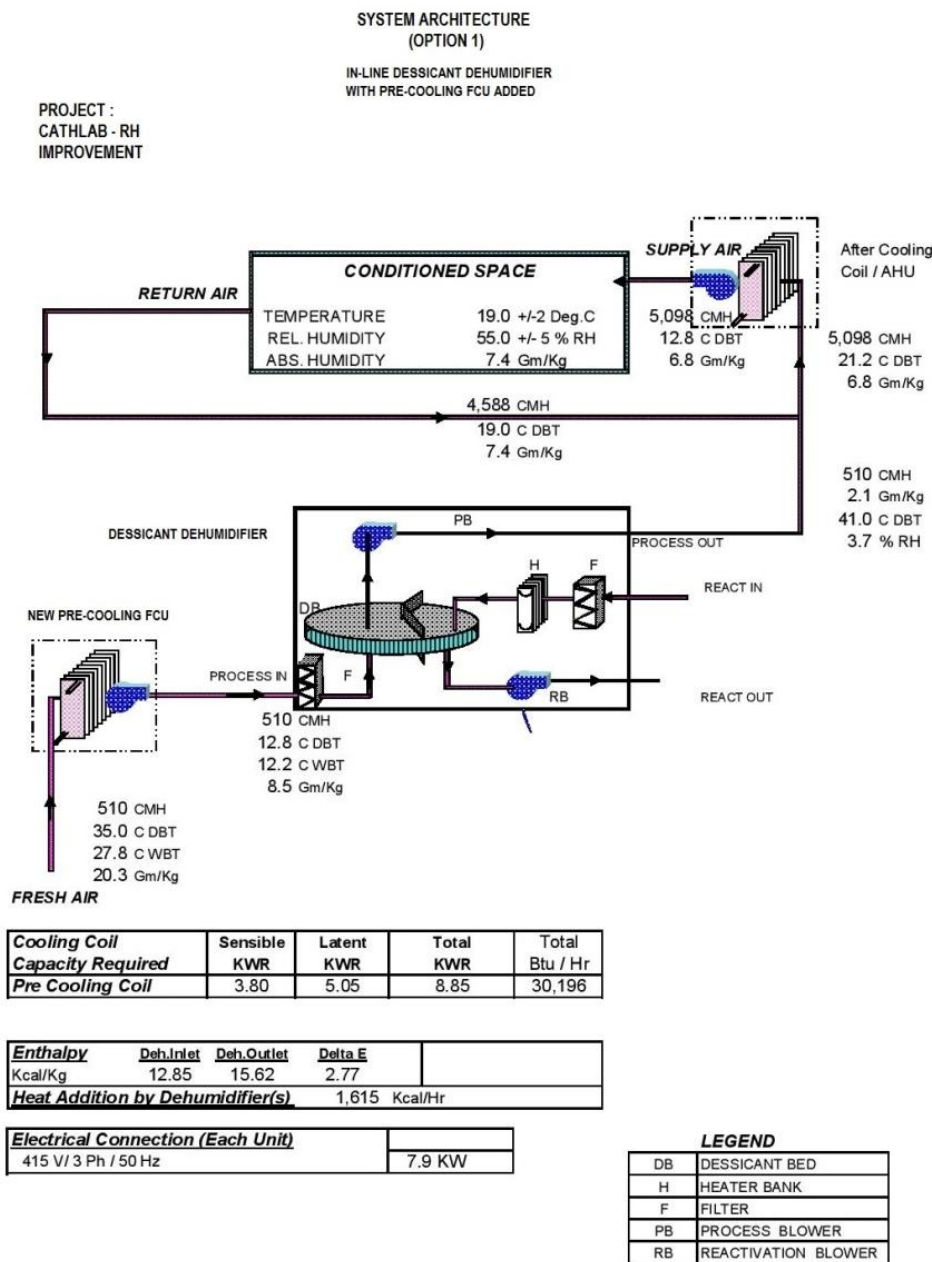 SYSTEM ARCHITECTURE
(OPTION 1)
IN-LINE DESSICANT DEHUMIDIFIER
WITH PRE-COOLING FCU ADDED
PROJECT :
CATHLAB - RH
IMPROVEMENT
SUPPLY AIR
After Cooling
Coil / AHU
RETURN AIR
CONDITIONED SPACE
TEMPERATURE 19.0 +/-2 Deg.C
REL. HUMIDITY 55.0 +/- 5 % RH
ABS. HUMIDITY 7.4 Gm/Kg
5,098 CMH
12.8 C DBT
6.8 Gm/Kg
5,098 CMH
21.2 C DBT
6.8 Gm/Kg
4,588 CMH
19.0 C DBT
7.4 Gm/Kg
510 CMH
2.1 Gm/Kg
41.0 C DBT
3.7 % RH
DESSICANT DEHUMIDIFIER
PB
PROCESS OUT
H
F
REACT IN
DB
NEW PRE-COOLING FCU
PROCESS IN
F
RB
REACT OUT
510 CMH
12.8 C DBT
12.2 C WBT
8.5 Gm/Kg
510 CMH
35.0 C DBT
27.8 C WBT
20.3 Gm/Kg
FRESH AIR
Cooling Coil Sensible Latent Total Total
Capacity Required KWR KWR KWR Btu / Hr
Pre Cooling Coil 3.80 5.05 8.85 30,196
Enthalpy Deh.Inlet Deh.Outlet Delta E
Kcal/Kg 12.85 15.62 2.77
Heat Addition by Dehumidifier(s) 1,615 Kcal/Hr
Electrical Connection (Each Unit)
415 V/ 3 Ph / 50 Hz 7.9 KW
LEGEND
DB DESSICANT BED
H HEATER BANK
F FILTER
PB PROCESS BLOWER
RB REACTIVATION BLOWER